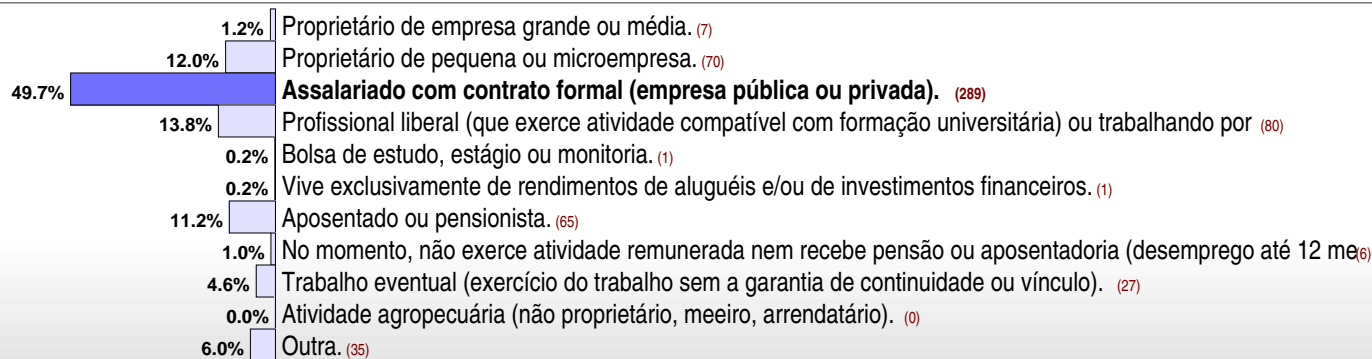 1.2% Proprietário de empresa grande ou média. (7)
12.0% Proprietário de pequena ou microempresa. (70)
49.7% Assalariado com contrato formal (empresa pública ou privada). (289)
13.8% Profissional liberal (que exerce atividade compatível com formação universitária) ou trabalhando por (80)
0.2% Bolsa de estudo, estágio ou monitoria. (1)
0.2% Vive exclusivamente de rendimentos de aluguéis e/ou de investimentos financeiros. (1)
11.2% Aposentado ou pensionista. (65)
1.0% No momento, não exerce atividade remunerada nem recebe pensão ou aposentadoria (desemprego até 12 me (6)
4.6% Trabalho eventual (exercício do trabalho sem a garantia de continuidade ou vínculo). (27)
0.0% Atividade agropecuária (não proprietário, meeiro, arrendatário). (0)
6.0% Outra. (35)